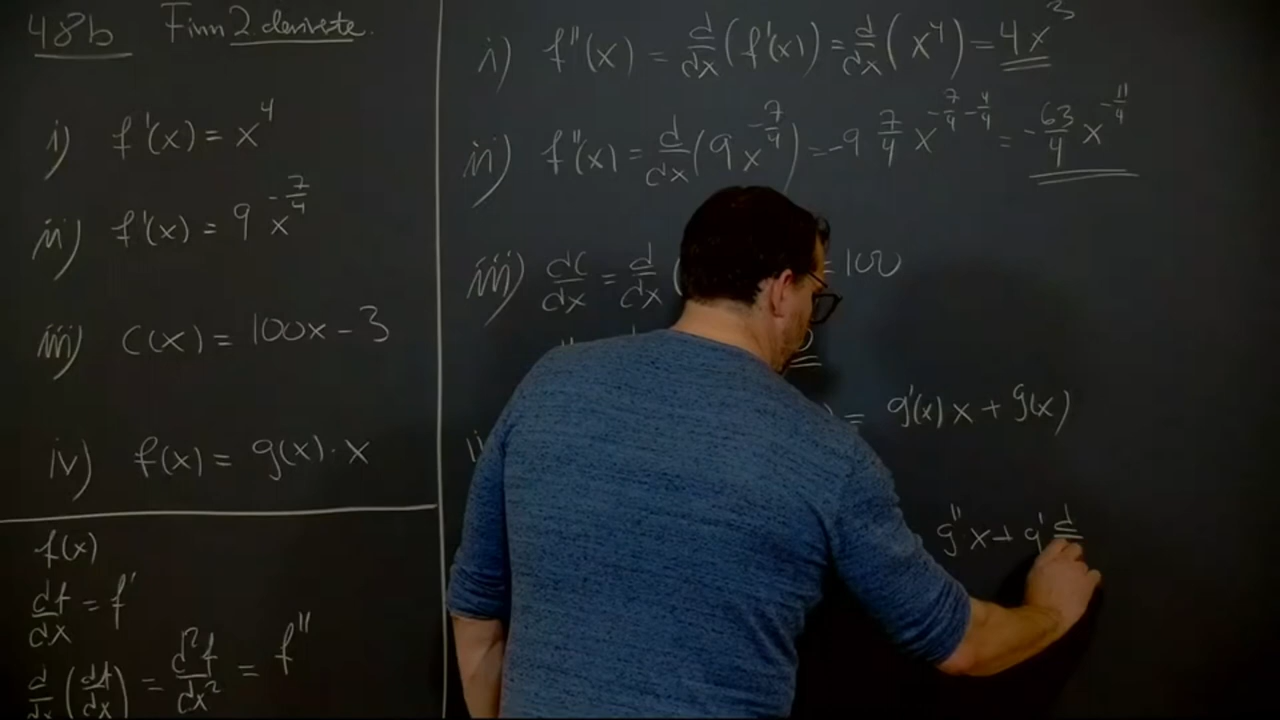 48b Finn 2 deriverte.
i) f'(x) = x^4
ii) f'(x) = 9 x^{-7/4}
iii) C(x) = 100x - 3
iv) f(x) = g(x) · x
f(x)
df/dx = f'
d/dx (df/dx) = d²f/dx² = f''
i) f''(x) = d/dx (f'(x)) = d/dx (x^4) = 4x^3
ii) f''(x) = d/dx (9 x^{-7/4}) = -9 7/4 x^{-7/4 - 4/4} = -63/4 x^{-11/4}
iii) dC/dx = d/dx ( = 100
) = g'(x) x + g(x)
g'' x + g' d